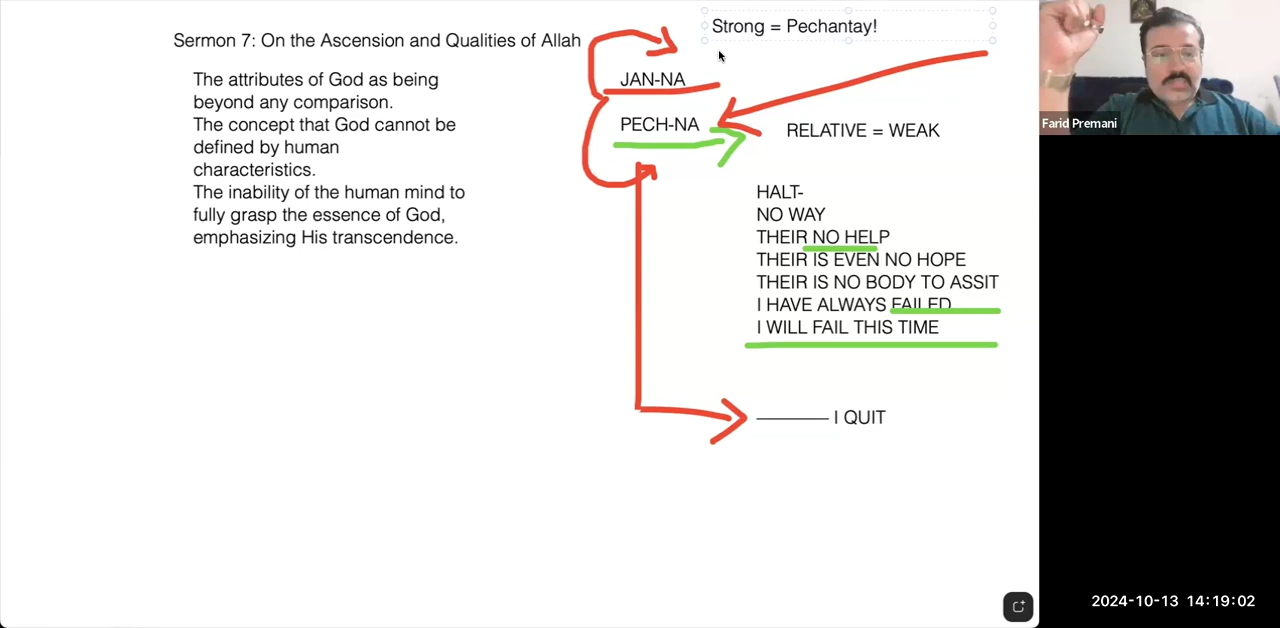 Sermon 7: On the Ascension and Qualities of Allah
The attributes of God as being
beyond any comparison.
The concept that God cannot be
defined by human
characteristics.
The inability of the human mind to
fully grasp the essence of God,
emphasizing His transcendence.
Strong = Pechantay!
JAN-NA
PECH-NA
RELATIVE = WEAK
HALT-
NO WAY
THEIR NO HELP
THEIR IS EVEN NO HOPE
THEIR IS NO BODY TO ASSIT
I HAVE ALWAYS FAILED
I WILL FAIL THIS TIME
———— I QUIT
Farid Premani
2024-10-13 14:19:02